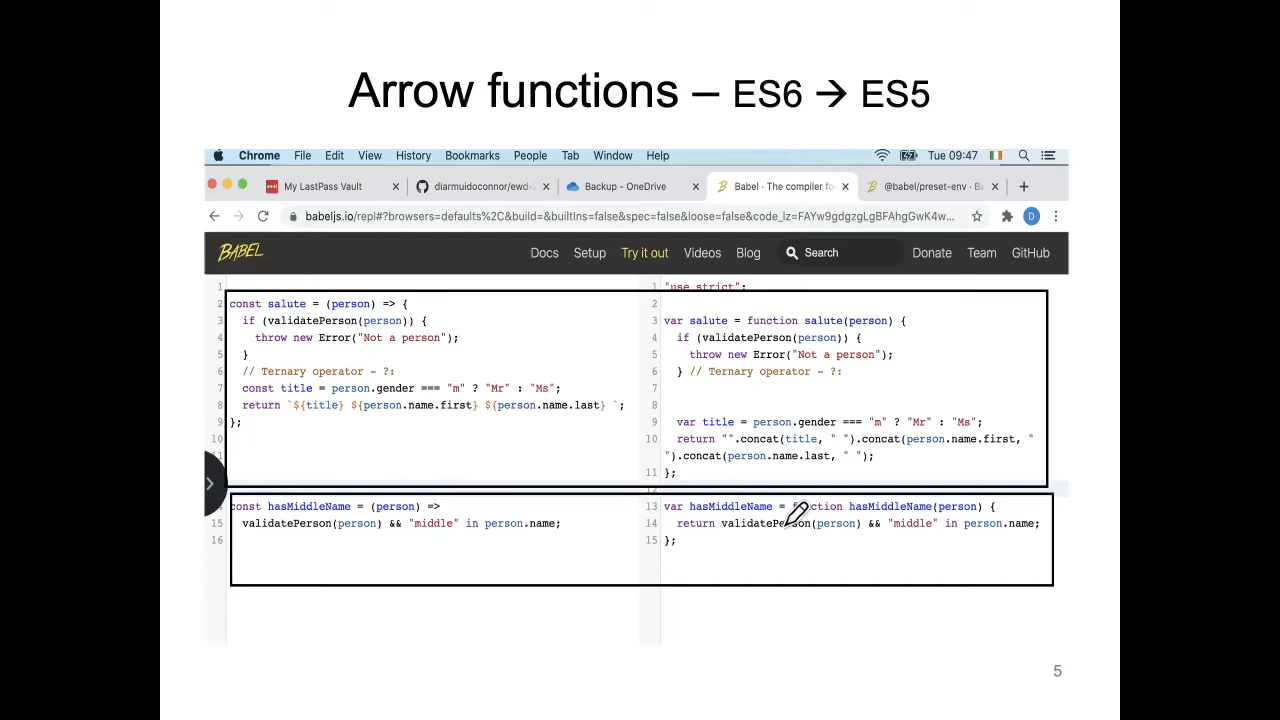 Arrow functions – ES6 → ES5
Chrome File Edit View History Bookmarks People Tab Window Help Tue 09:47
My LastPass Vault × diarmuidoconnor/ewd- × Backup - OneDrive × Babel · The compiler fo × @babel/preset-env · Ba × +
babeljs.io/repl#?browsers=defaults%2C&build=&builtIns=false&spec=false&loose=false&code_lz=FAYw9gdgzgLgBFAhgGwK4w... D
BABEL Docs Setup Try it out Videos Blog Search Donate Team GitHub
1
2 const salute = (person) => {
3 if (validatePerson(person)) {
4 throw new Error("Not a person");
5 }
6 // Ternary operator - ?:
7 const title = person.gender === "m" ? "Mr" : "Ms";
8 return `${title} ${person.name.first} ${person.name.last} `;
9 };
10
11
const hasMiddleName = (person) =>
15 validatePerson(person) && "middle" in person.name;
16
1 "use strict";
2
3 var salute = function salute(person) {
4 if (validatePerson(person)) {
5 throw new Error("Not a person");
6 } // Ternary operator - ?:
7
8
9 var title = person.gender === "m" ? "Mr" : "Ms";
10 return "".concat(title, " ").concat(person.name.first, "
").concat(person.name.last, " ");
11 };
12
13 var hasMiddleName = function hasMiddleName(person) {
14 return validatePerson(person) && "middle" in person.name;
15 };
5